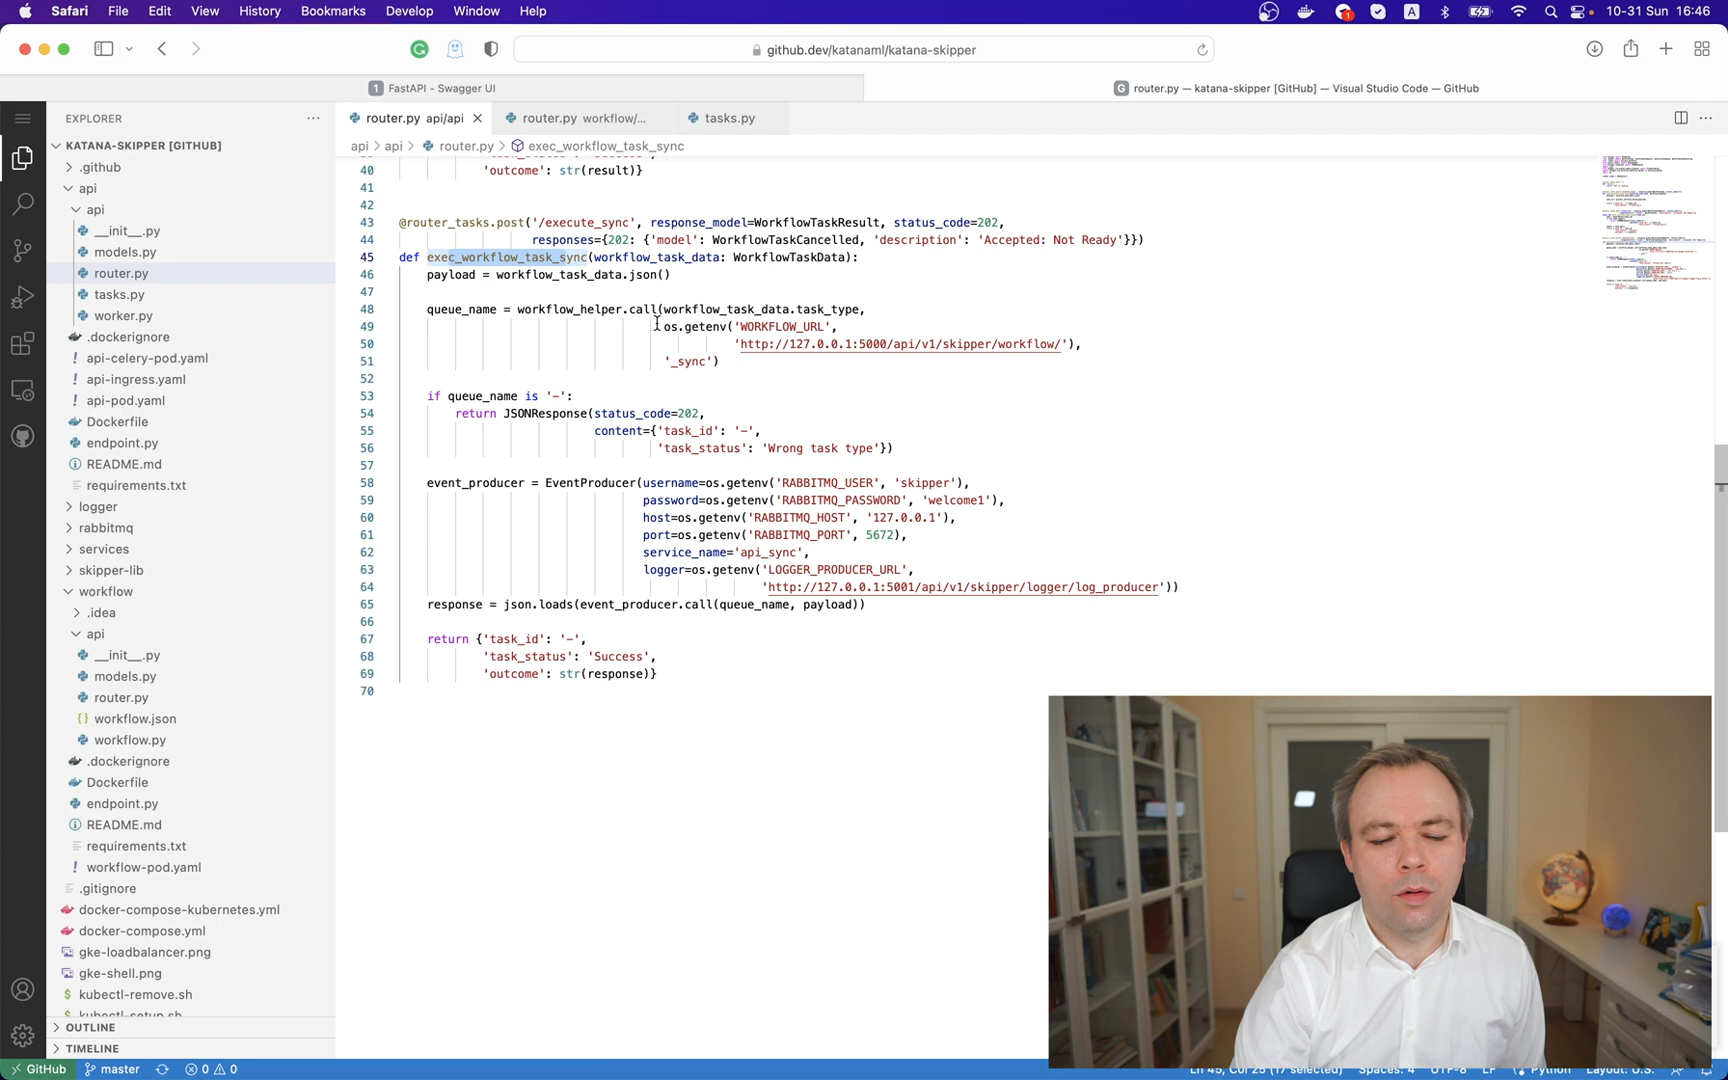 Safari File Edit View History Bookmarks Develop Window Help
1
A
10-31 Sun 16:46
github.dev/katanaml/katana-skipper
1 FastAPI - Swagger UI
G router.py — katana-skipper [GitHub] — Visual Studio Code — GitHub
EXPLORER
router.py api/api
router.py workflow/...
tasks.py
KATANA-SKIPPER [GITHUB]
api > api > router.py > exec_workflow_task_sync
.github
api
api
__init__.py
models.py
router.py
tasks.py
worker.py
.dockerignore
api-celery-pod.yaml
api-ingress.yaml
api-pod.yaml
Dockerfile
endpoint.py
README.md
requirements.txt
logger
rabbitmq
services
skipper-lib
workflow
.idea
api
__init__.py
models.py
router.py
workflow.json
workflow.py
.dockerignore
Dockerfile
endpoint.py
README.md
requirements.txt
workflow-pod.yaml
.gitignore
docker-compose-kubernetes.yml
docker-compose.yml
gke-loadbalancer.png
gke-shell.png
kubectl-remove.sh
kubectl-setup.sh
OUTLINE
TIMELINE
40 'outcome': str(result)}
41
42
43 @router_tasks.post('/execute_sync', response_model=WorkflowTaskResult, status_code=202,
44 responses={202: {'model': WorkflowTaskCancelled, 'description': 'Accepted: Not Ready'}})
45 def exec_workflow_task_sync(workflow_task_data: WorkflowTaskData):
46 payload = workflow_task_data.json()
47
48 queue_name = workflow_helper.call(workflow_task_data.task_type,
49 os.getenv('WORKFLOW_URL',
50 'http://127.0.0.1:5000/api/v1/skipper/workflow/'),
51 '_sync')
52
53 if queue_name is '-':
54 return JSONResponse(status_code=202,
55 content={'task_id': '-',
56 'task_status': 'Wrong task type'})
57
58 event_producer = EventProducer(username=os.getenv('RABBITMQ_USER', 'skipper'),
59 password=os.getenv('RABBITMQ_PASSWORD', 'welcome1'),
60 host=os.getenv('RABBITMQ_HOST', '127.0.0.1'),
61 port=os.getenv('RABBITMQ_PORT', 5672),
62 service_name='api_sync',
63 logger=os.getenv('LOGGER_PRODUCER_URL',
64 'http://127.0.0.1:5001/api/v1/skipper/logger/log_producer'))
65 response = json.loads(event_producer.call(queue_name, payload))
66
67 return {'task_id': '-',
68 'task_status': 'Success',
69 'outcome': str(response)}
70
GitHub master 0 0
Ln 45, Col 25 (17 selected) Spaces: 4 UTF-8 LF Python Layout: U.S.